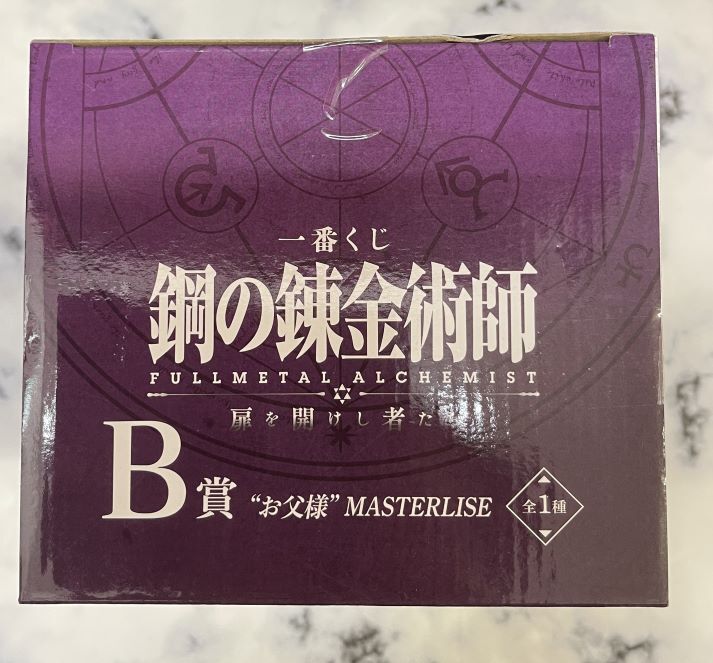 一番くじ
鋼の錬金術師
FULLMETAL ALCHEMIST
扉を開けし者た
B賞 “お父様” MASTERLISE 全1種